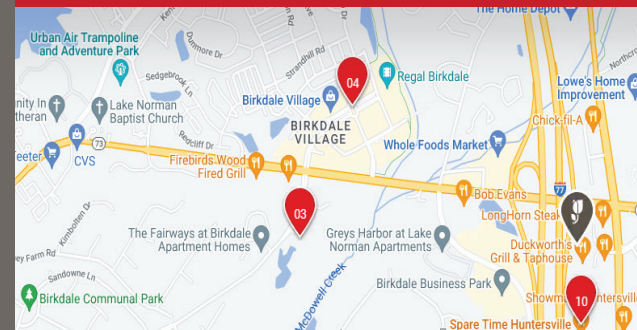 The Home Depot
Urban Air Trampoline
and Adventure Park
Dunmore Dr
Strandhill Rd
Sedgebrook Ln
Regal Birkdale
04
Lowe's Home
Improvement
Birkdale Village
Lake Norman
Baptist Church
Chick-fil-A
BIRKDALE
VILLAGE
Redcliff Dr
73
Whole Foods Market
CVS
Firebirds Wood
Fired Grill
77
Bob Evans
LongHorn Steak
Kimbolten Dr
03
The Fairways at Birkdale
Apartment Homes
Greys Harbor at Lake
Norman Apartments
Duckworth's
Grill & Taphouse
Sandowne Ln
McDowell Creek
Birkdale Business Park
Birkdale Communal Park
10
Spare Time Huntersville